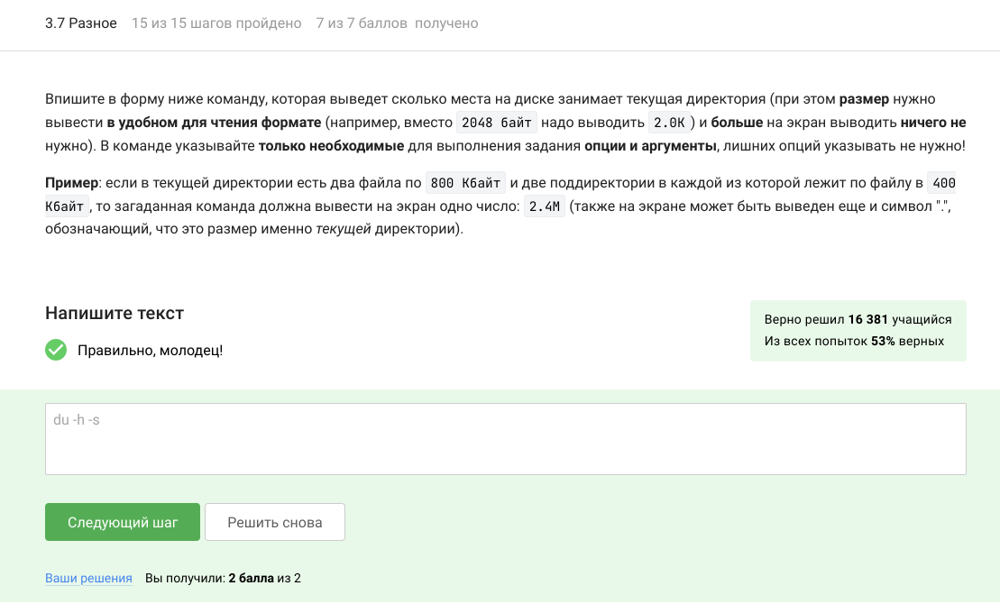 3.7 Разное 15 из 15 шагов пройдено 7 из 7 баллов получено
Впишите в форму ниже команду, которая выведет сколько места на диске занимает текущая директория (при этом размер нужно
вывести в удобном для чтения формате (например, вместо 2048 байт надо выводить 2.0K) и больше на экран выводить ничего не
нужно). В команде указывайте только необходимые для выполнения задания опции и аргументы, лишних опций указывать не нужно!
Пример: если в текущей директории есть два файла по 800 Кбайт и две поддиректории в каждой из которой лежит по файлу в 400
Кбайт, то загаданная команда должна вывести на экран одно число: 2.4M (также на экране может быть выведен еще и символ ".",
обозначающий, что это размер именно текущей директории).
Напишите текст
Верно решил 16 381 учащийся
Из всех попыток 53% верных
Правильно, молодец!
du -h -s
Следующий шаг Решить снова
Ваши решения Вы получили: 2 балла из 2